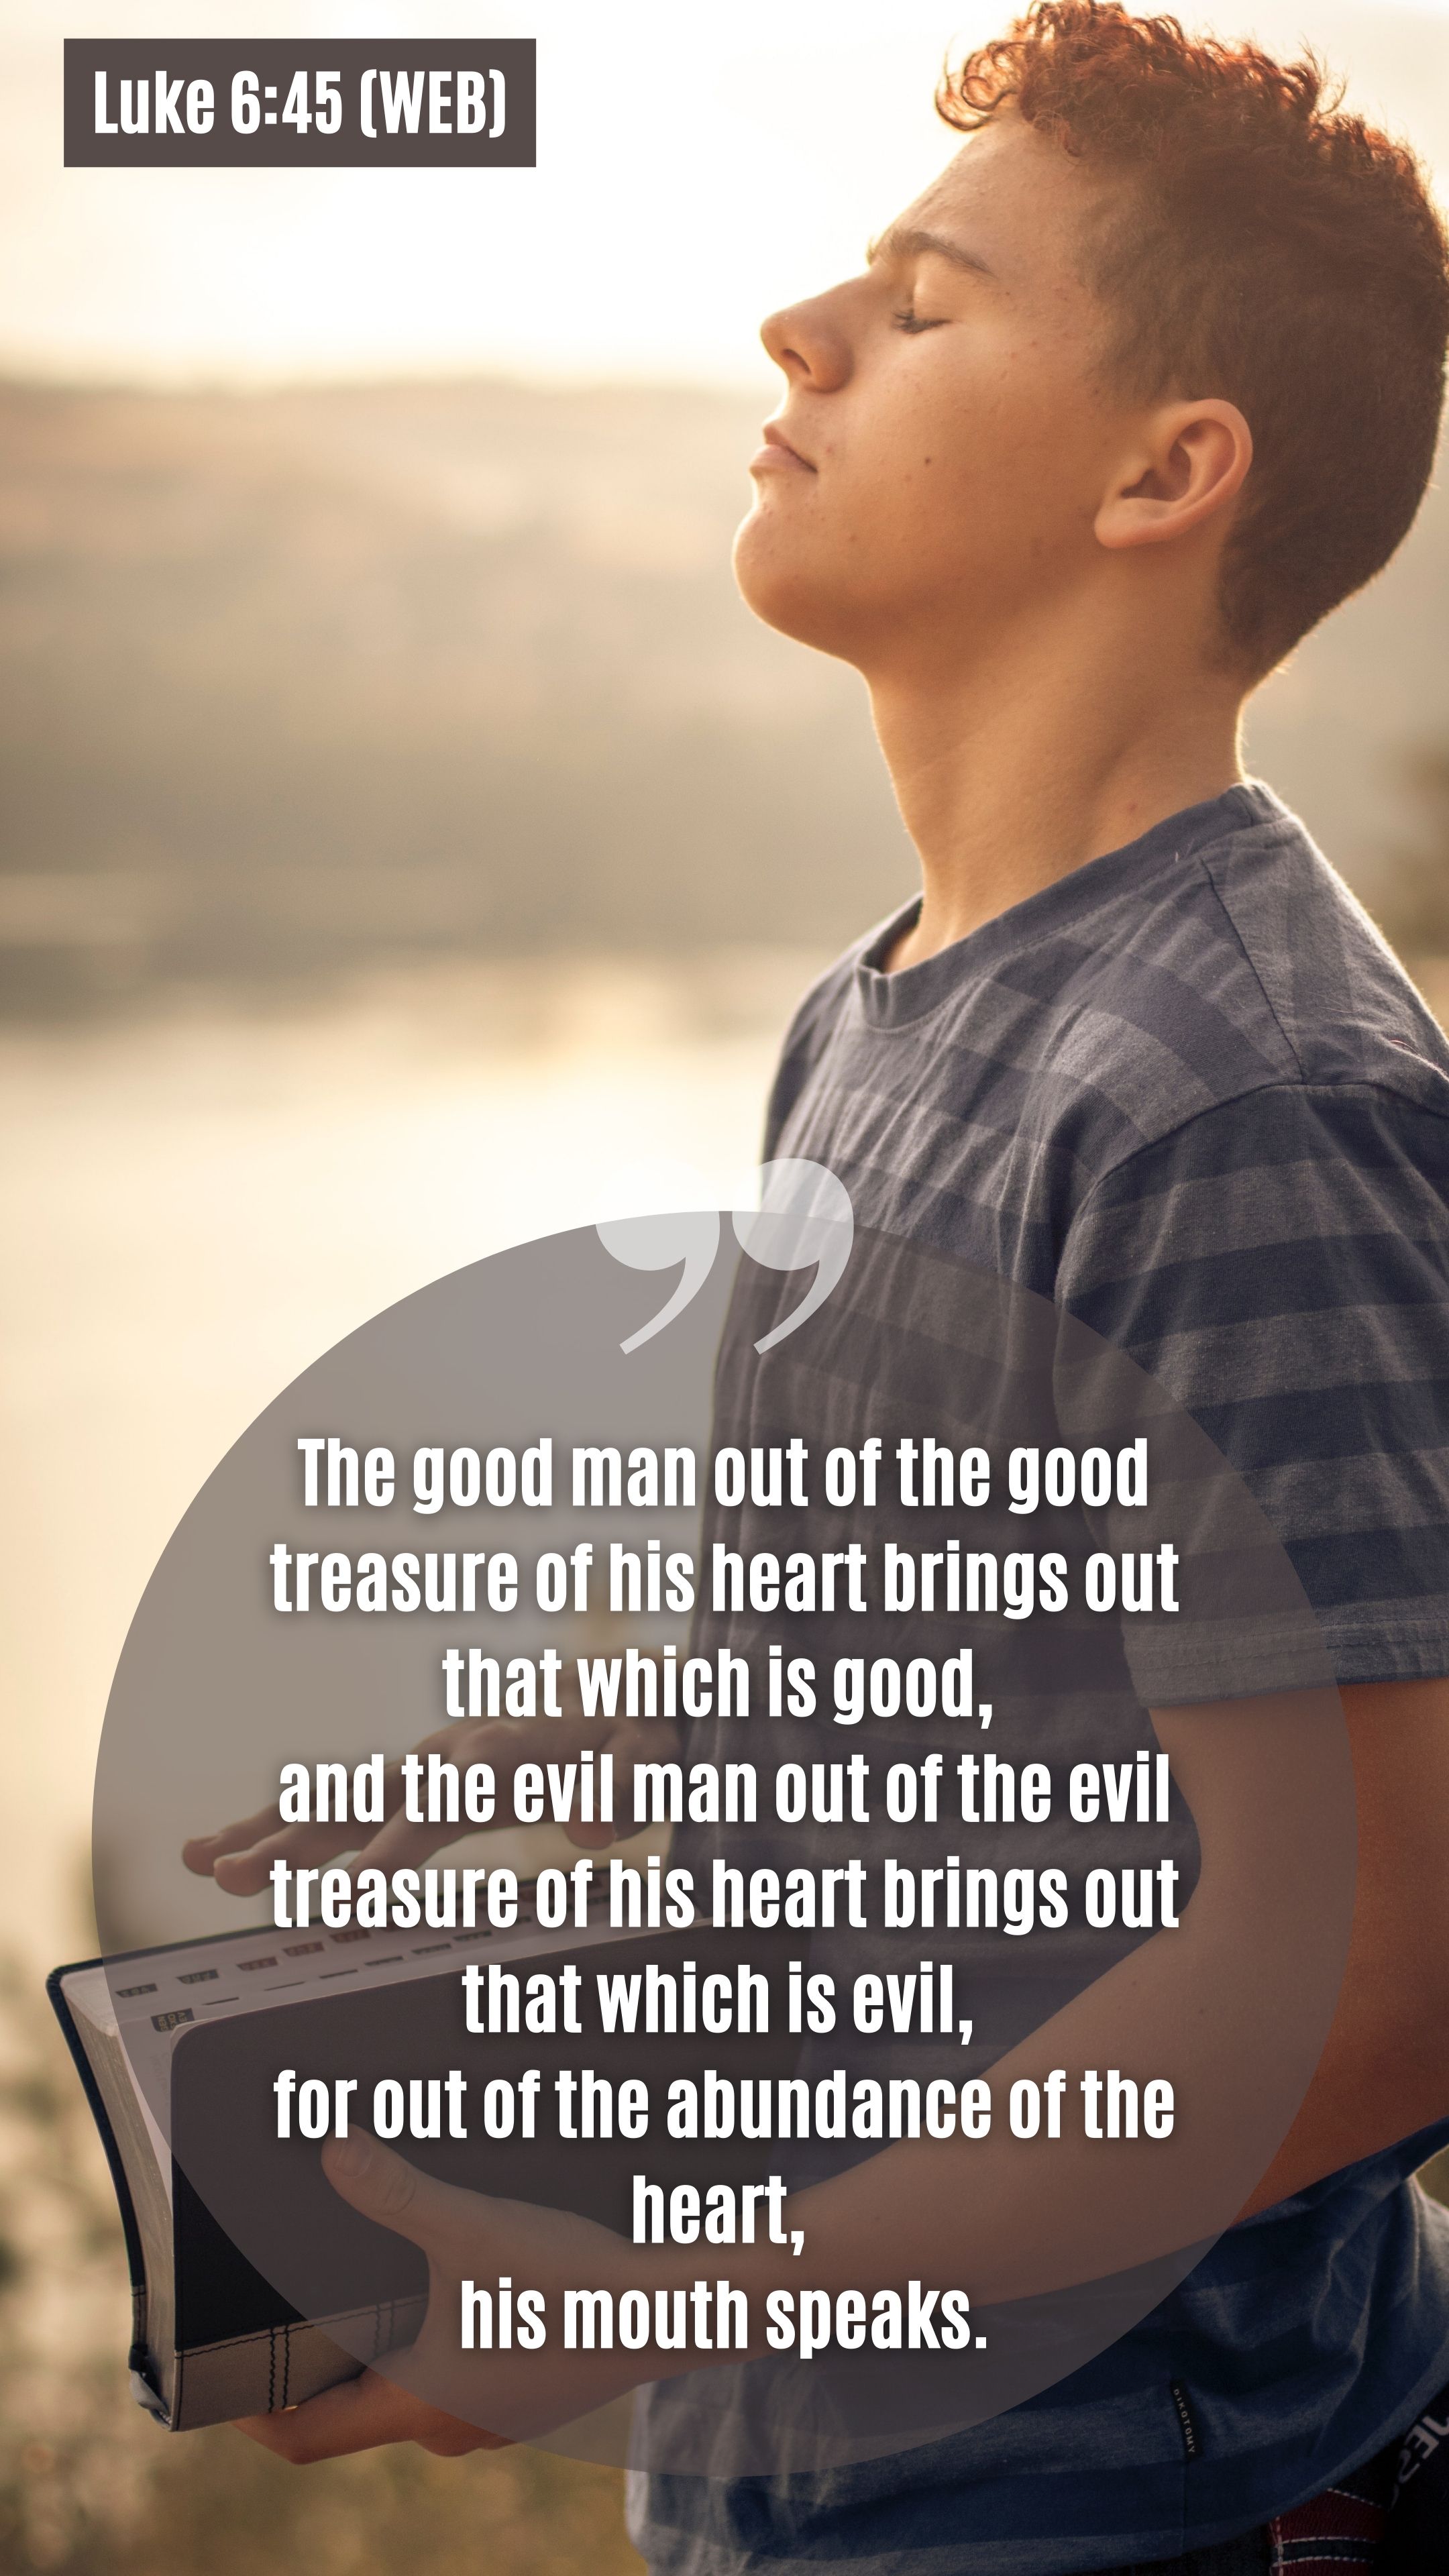 Luke 6:45 (WEB)
The good man out of the good
treasure of his heart brings out
that which is good,
and the evil man out of the evil
treasure of his heart brings out
that which is evil,
for out of the abundance of the
heart,
his mouth speaks.
DIKOTOMY